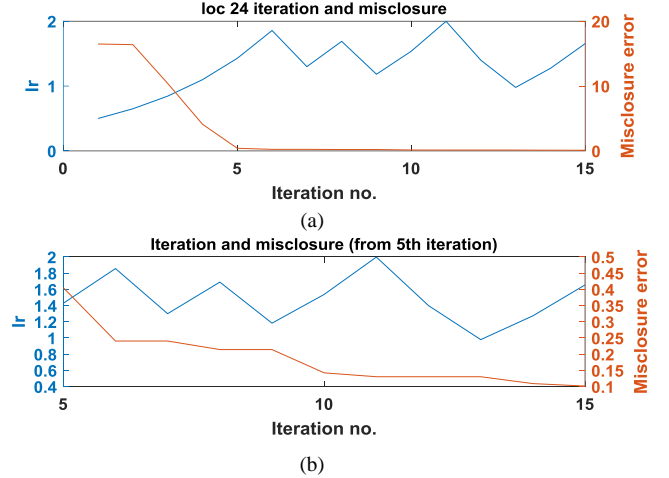 loc 24 iteration and misclosure
2
1
0
lr
20
10
0
Misclosure error
0 5 10 15
Iteration no.
(a)
Iteration and misclosure (from 5th iteration)
2
1.8
1.6
1.4
1.2
1
0.8
0.6
0.4
lr
0.5
0.45
0.4
0.35
0.3
0.25
0.2
0.15
0.1
Misclosure error
5 10 15
Iteration no.
(b)